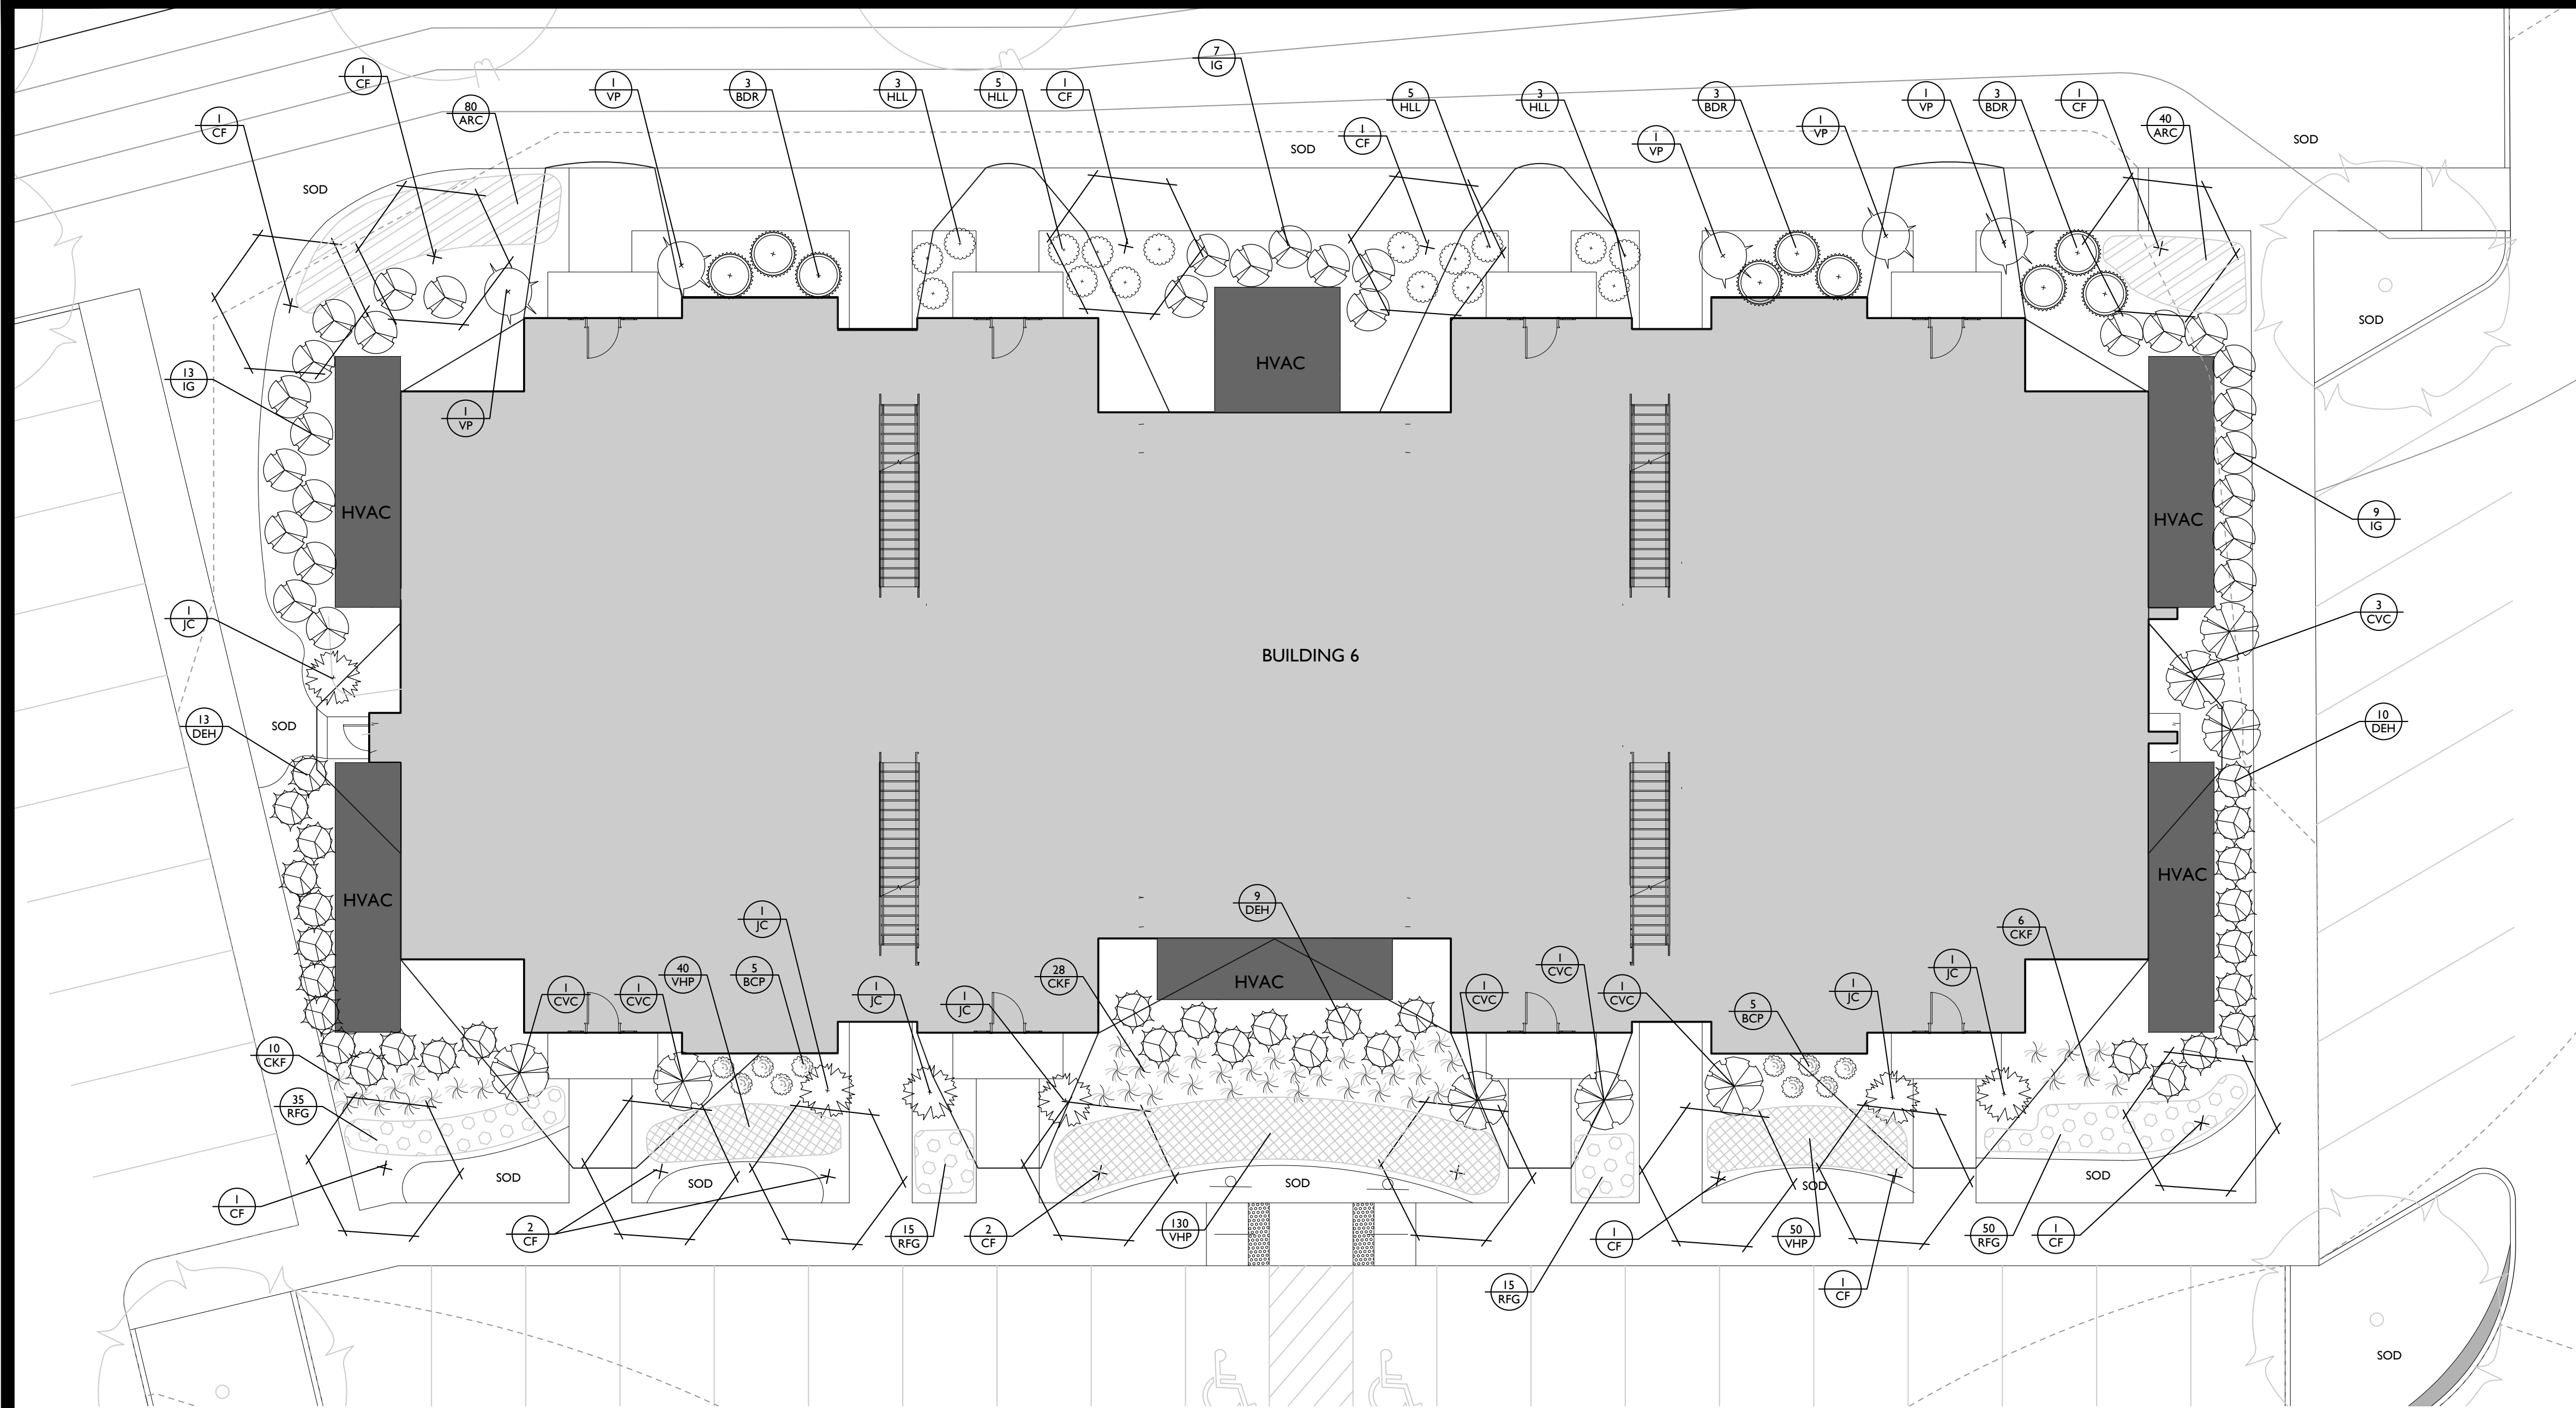 7
IG
1
CF
1
VP
3
BDR
3
HLL
5
HLL
1
CF
5
HLL
3
HLL
3
BDR
1
VP
3
BDR
1
CF
80
ARC
1
CF
1
CF
1
VP
1
VP
40
ARC
SOD
SOD
SOD
SOD
HVAC
13
IG
1
VP
HVAC
HVAC
9
IG
1
JC
3
CVC
BUILDING 6
13
DEH
SOD
10
DEH
HVAC
HVAC
1
JC
9
DEH
6
CKF
1
CVC
1
CVC
40
VHP
5
BCP
1
JC
1
JC
28
CKF
HVAC
1
CVC
1
CVC
1
CVC
5
BCP
1
JC
1
JC
10
CKF
35
RFG
SOD
SOD
SOD
SOD
SOD
1
CF
2
CF
15
RFG
2
CF
130
VHP
1
CF
50
VHP
50
RFG
1
CF
15
RFG
1
CF
SOD